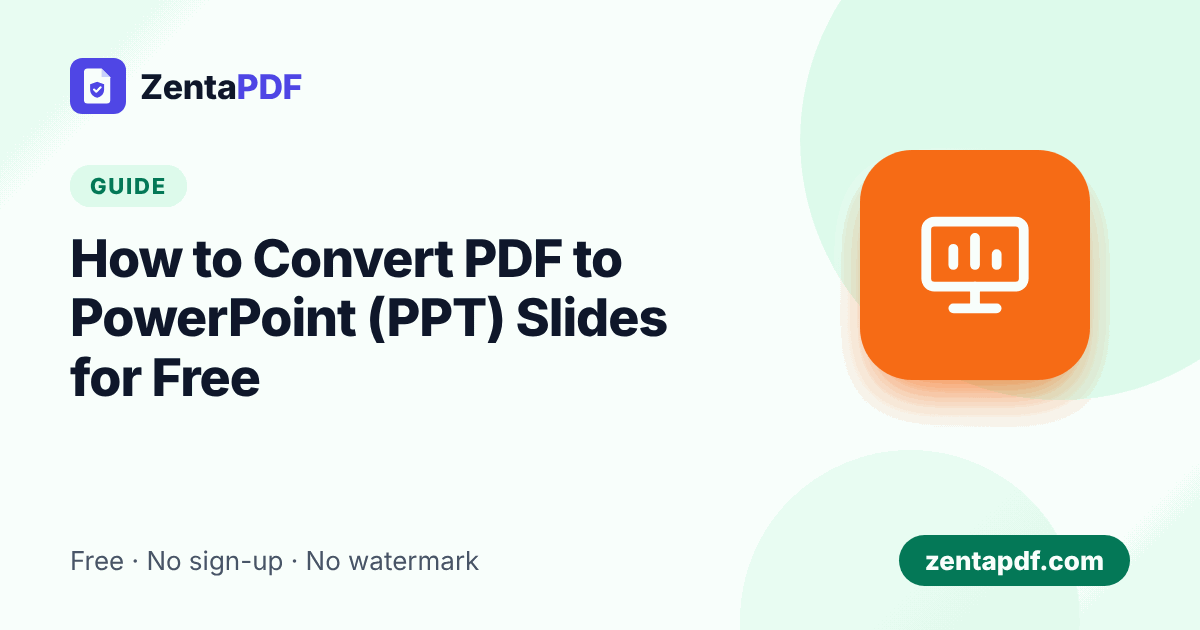 ZentaPDF
GUIDE
How to Convert PDF to
PowerPoint (PPT) Slides
for Free
Free · No sign-up · No watermark
zentapdf.com